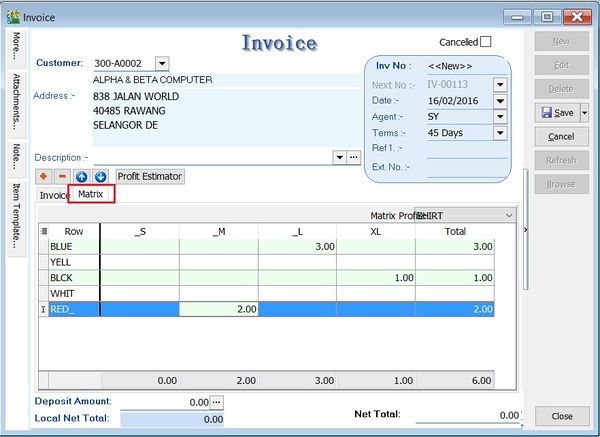 Invoice
Invoice
Cancelled
Customer: 300-A0002
ALPHA & BETA COMPUTER
Address :- 838 JALAN WORLD
40485 RAWANG
SELANGOR DE
Description :-
Inv No : <<New>>
Next No : IV-00113
Date :- 16/02/2016
Agent :- SY
Terms :- 45 Days
Ref 1. :-
Ext. No. :-
New
Edit
Delete
Save
Cancel
Refresh
Browse
More...
Attachments...
Note...
Item Template...
Profit Estimator
Invoice Matrix
Matrix Profile SHIRT
Row _S _M _L XL Total
BLUE 3.00 3.00
YELL
BLCK 1.00 1.00
WHIT
RED_ 2.00 2.00
0.00 2.00 3.00 1.00 6.00
Deposit Amount: 0.00
Local Net Total: 0.00
Net Total: 0.00
Close